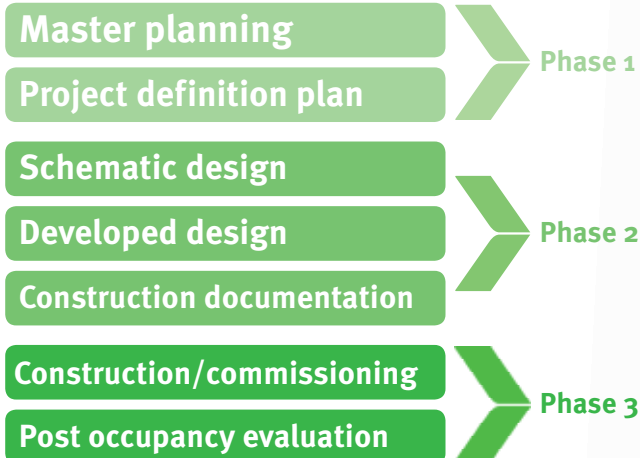 Master planning
Project definition plan
Phase 1
Schematic design
Developed design
Construction documentation
Phase 2
Construction/commissioning
Post occupancy evaluation
Phase 3